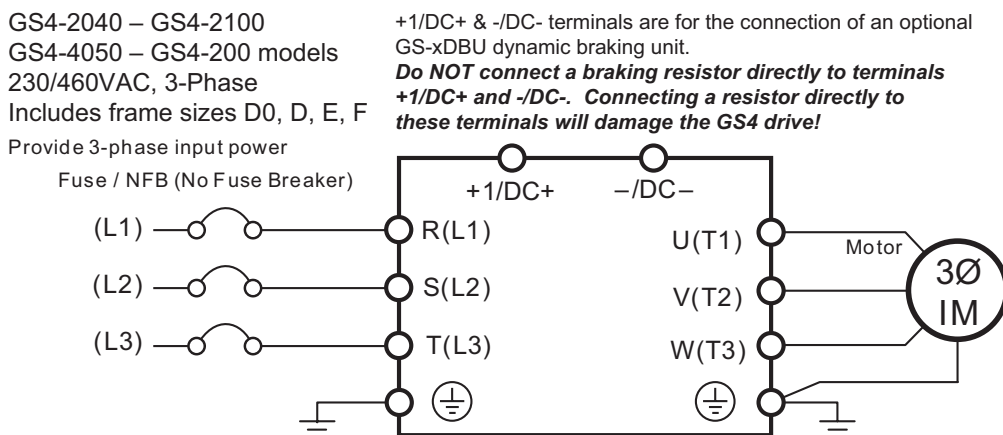 GS4-2040 – GS4-2100
GS4-4050 – GS4-200 models
230/460VAC, 3-Phase
Includes frame sizes D0, D, E, F
Provide 3-phase input power
Fuse / NFB (No Fuse Breaker)
+1/DC+ & -/DC- terminals are for the connection of an optional
GS-xDBU dynamic braking unit.
Do NOT connect a braking resistor directly to terminals
+1/DC+ and -/DC-. Connecting a resistor directly to
these terminals will damage the GS4 drive!
+1/DC+
–/DC–
(L1)
R(L1)
U(T1)
Motor
(L2)
S(L2)
V(T2)
3Ø
IM
(L3)
T(L3)
W(T3)